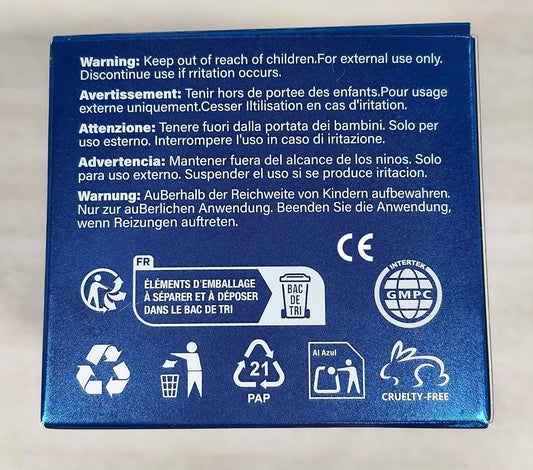 Warning: Keep out of reach of children.For external use only.
Discontinue use if rritation occurs.
Avertissement: Tenir hors de portee des enfants.Pour usage
externe uniquement.Cesser Iltilisation en cas d'irritation.
Attenzione: Tenere fuori dalla portata dei bambini. Solo per
uso esterno. Interrompere l'uso in caso di iritazione.
Advertencia: Mantener fuera del alcance de los ninos. Solo
para uso externo. Suspender el uso si se produce irritacion.
Warnung: AuBerhalb der Reichweite von Kindern aufbewahren.
Nur zur auBerlichen Anwendung. Beenden Sie die Anwendung,
wenn Reizungen auftreten.
CE
FR
ÉLÉMENTS D'EMBALLAGE
À SÉPARER ET À DÉPOSER
DANS LE BAC DE TRI
BAC
DE
TRI
INTERTEK
GMPC
21
PAP
Al Azul
CRUELTY-FREE